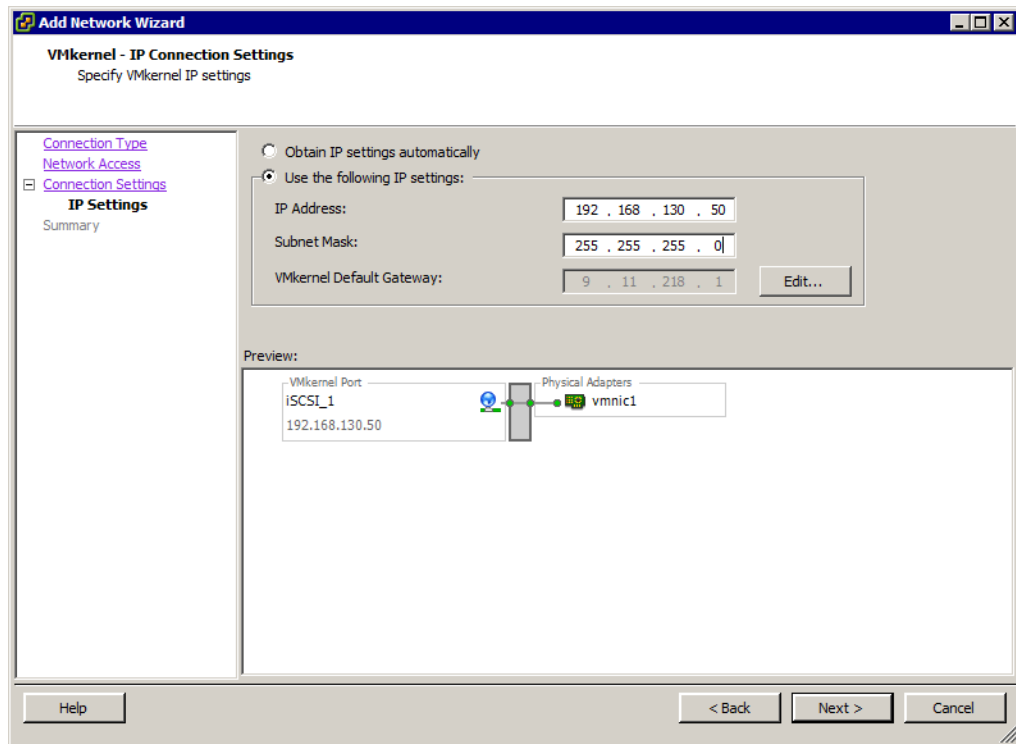 Add Network Wizard
VMkernel - IP Connection Settings
Specify VMkernel IP settings
Connection Type
Network Access
Connection Settings
IP Settings
Summary
Obtain IP settings automatically
Use the following IP settings:
IP Address: 192 . 168 . 130 . 50
Subnet Mask: 255 . 255 . 255 . 0
VMkernel Default Gateway: 9 . 11 . 218 . 1 Edit...
Preview:
VMkernel Port Physical Adapters
iSCSI_1 vmnic1
192.168.130.50
Help < Back Next > Cancel